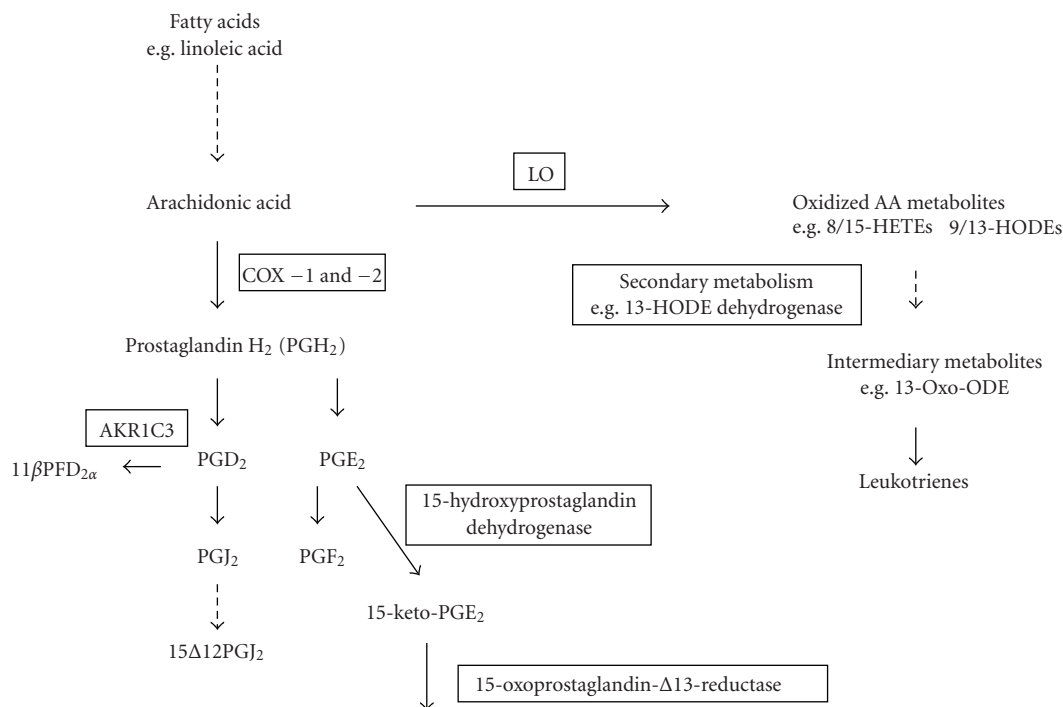 Fatty acids
e.g. linoleic acid
LO
Arachidonic acid
Oxidized AA metabolites
e.g. 8/15-HETEs 9/13-HODEs
COX −1 and −2
Secondary metabolism
e.g. 13-HODE dehydrogenase
Prostaglandin H₂ (PGH₂)
Intermediary metabolites
e.g. 13-Oxo-ODE
AKR1C3
11βPFD₂α
PGD₂
PGE₂
Leukotrienes
15-hydroxyprostaglandin
dehydrogenase
PGJ₂
PGF₂
15-keto-PGE₂
15Δ12PGJ₂
15-oxoprostaglandin-Δ13-reductase